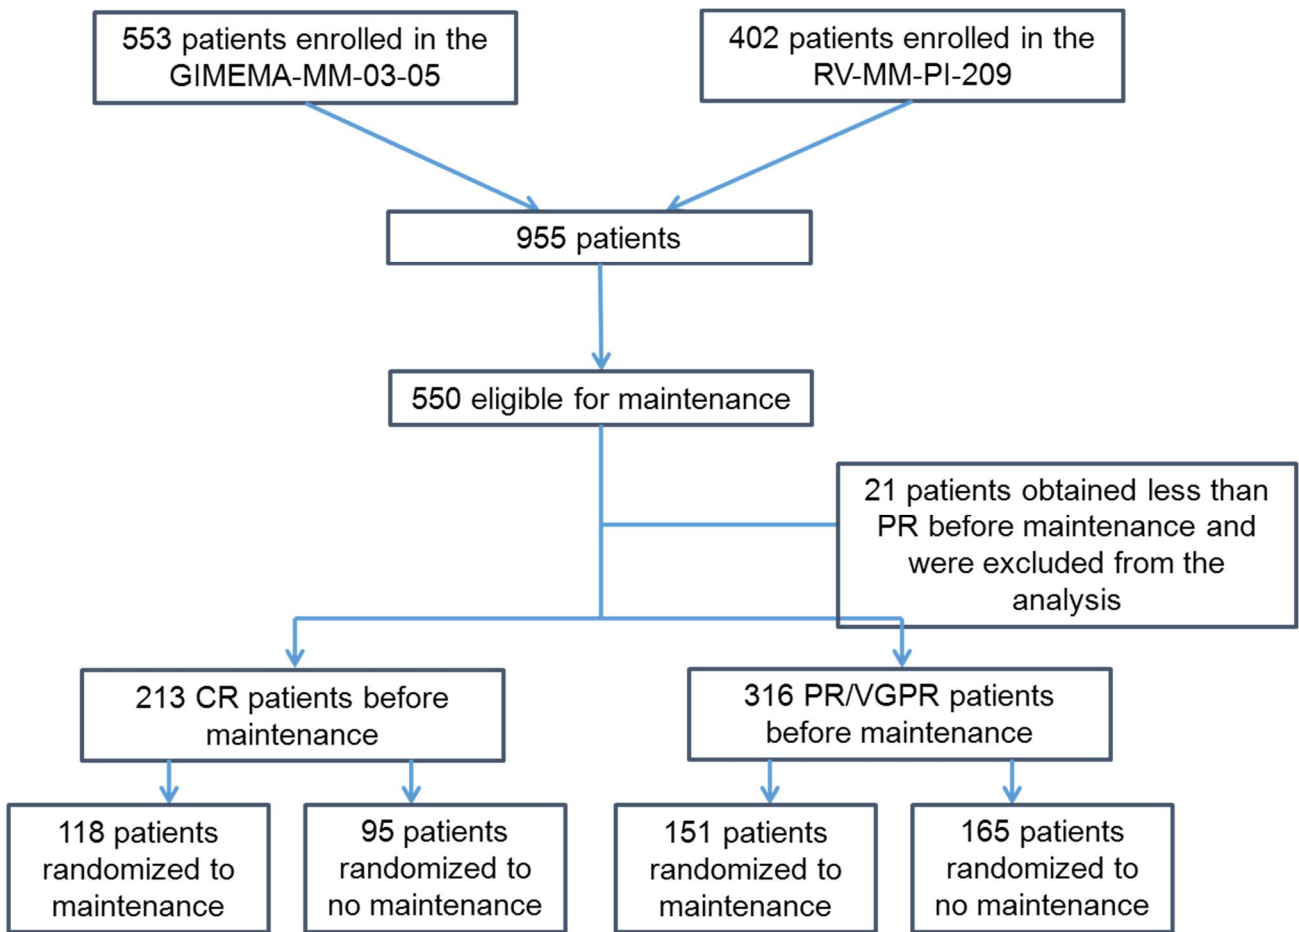 553 patients enrolled in the
GIMEMA-MM-03-05
402 patients enrolled in the
RV-MM-PI-209
955 patients
550 eligible for maintenance
21 patients obtained less than
PR before maintenance and
were excluded from the
analysis
213 CR patients before
maintenance
316 PR/VGPR patients
before maintenance
118 patients
randomized to
maintenance
95 patients
randomized to
no maintenance
151 patients
randomized to
maintenance
165 patients
randomized to
no maintenance